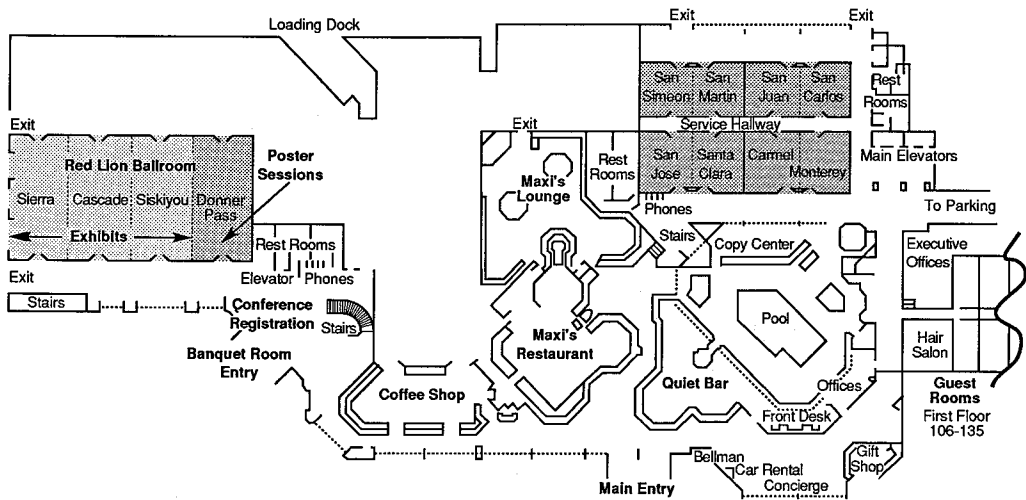 Exit
Exit
Loading Dock
San Simeon
San Martin
San Juan
San Carlos
Rest Rooms
Exit
Exit
Service Hallway
Red Lion Ballroom
Poster Sessions
Maxi's Lounge
Rest Rooms
San Jose
Santa Clara
Carmel
Monterey
Main Elevators
Sierra
Cascade
Siskiyou
Donner Pass
Phones
To Parking
Exhibits
Rest Rooms
Stairs
Copy Center
Executive Offices
Exit
Elevator
Phones
Stairs
Conference Registration
Stairs
Pool
Maxi's Restaurant
Hair Salon
Banquet Room Entry
Coffee Shop
Quiet Bar
Offices
Guest Rooms
First Floor
106-135
Front Desk
Bellman
Gift Shop
Car Rental
Concierge
Main Entry